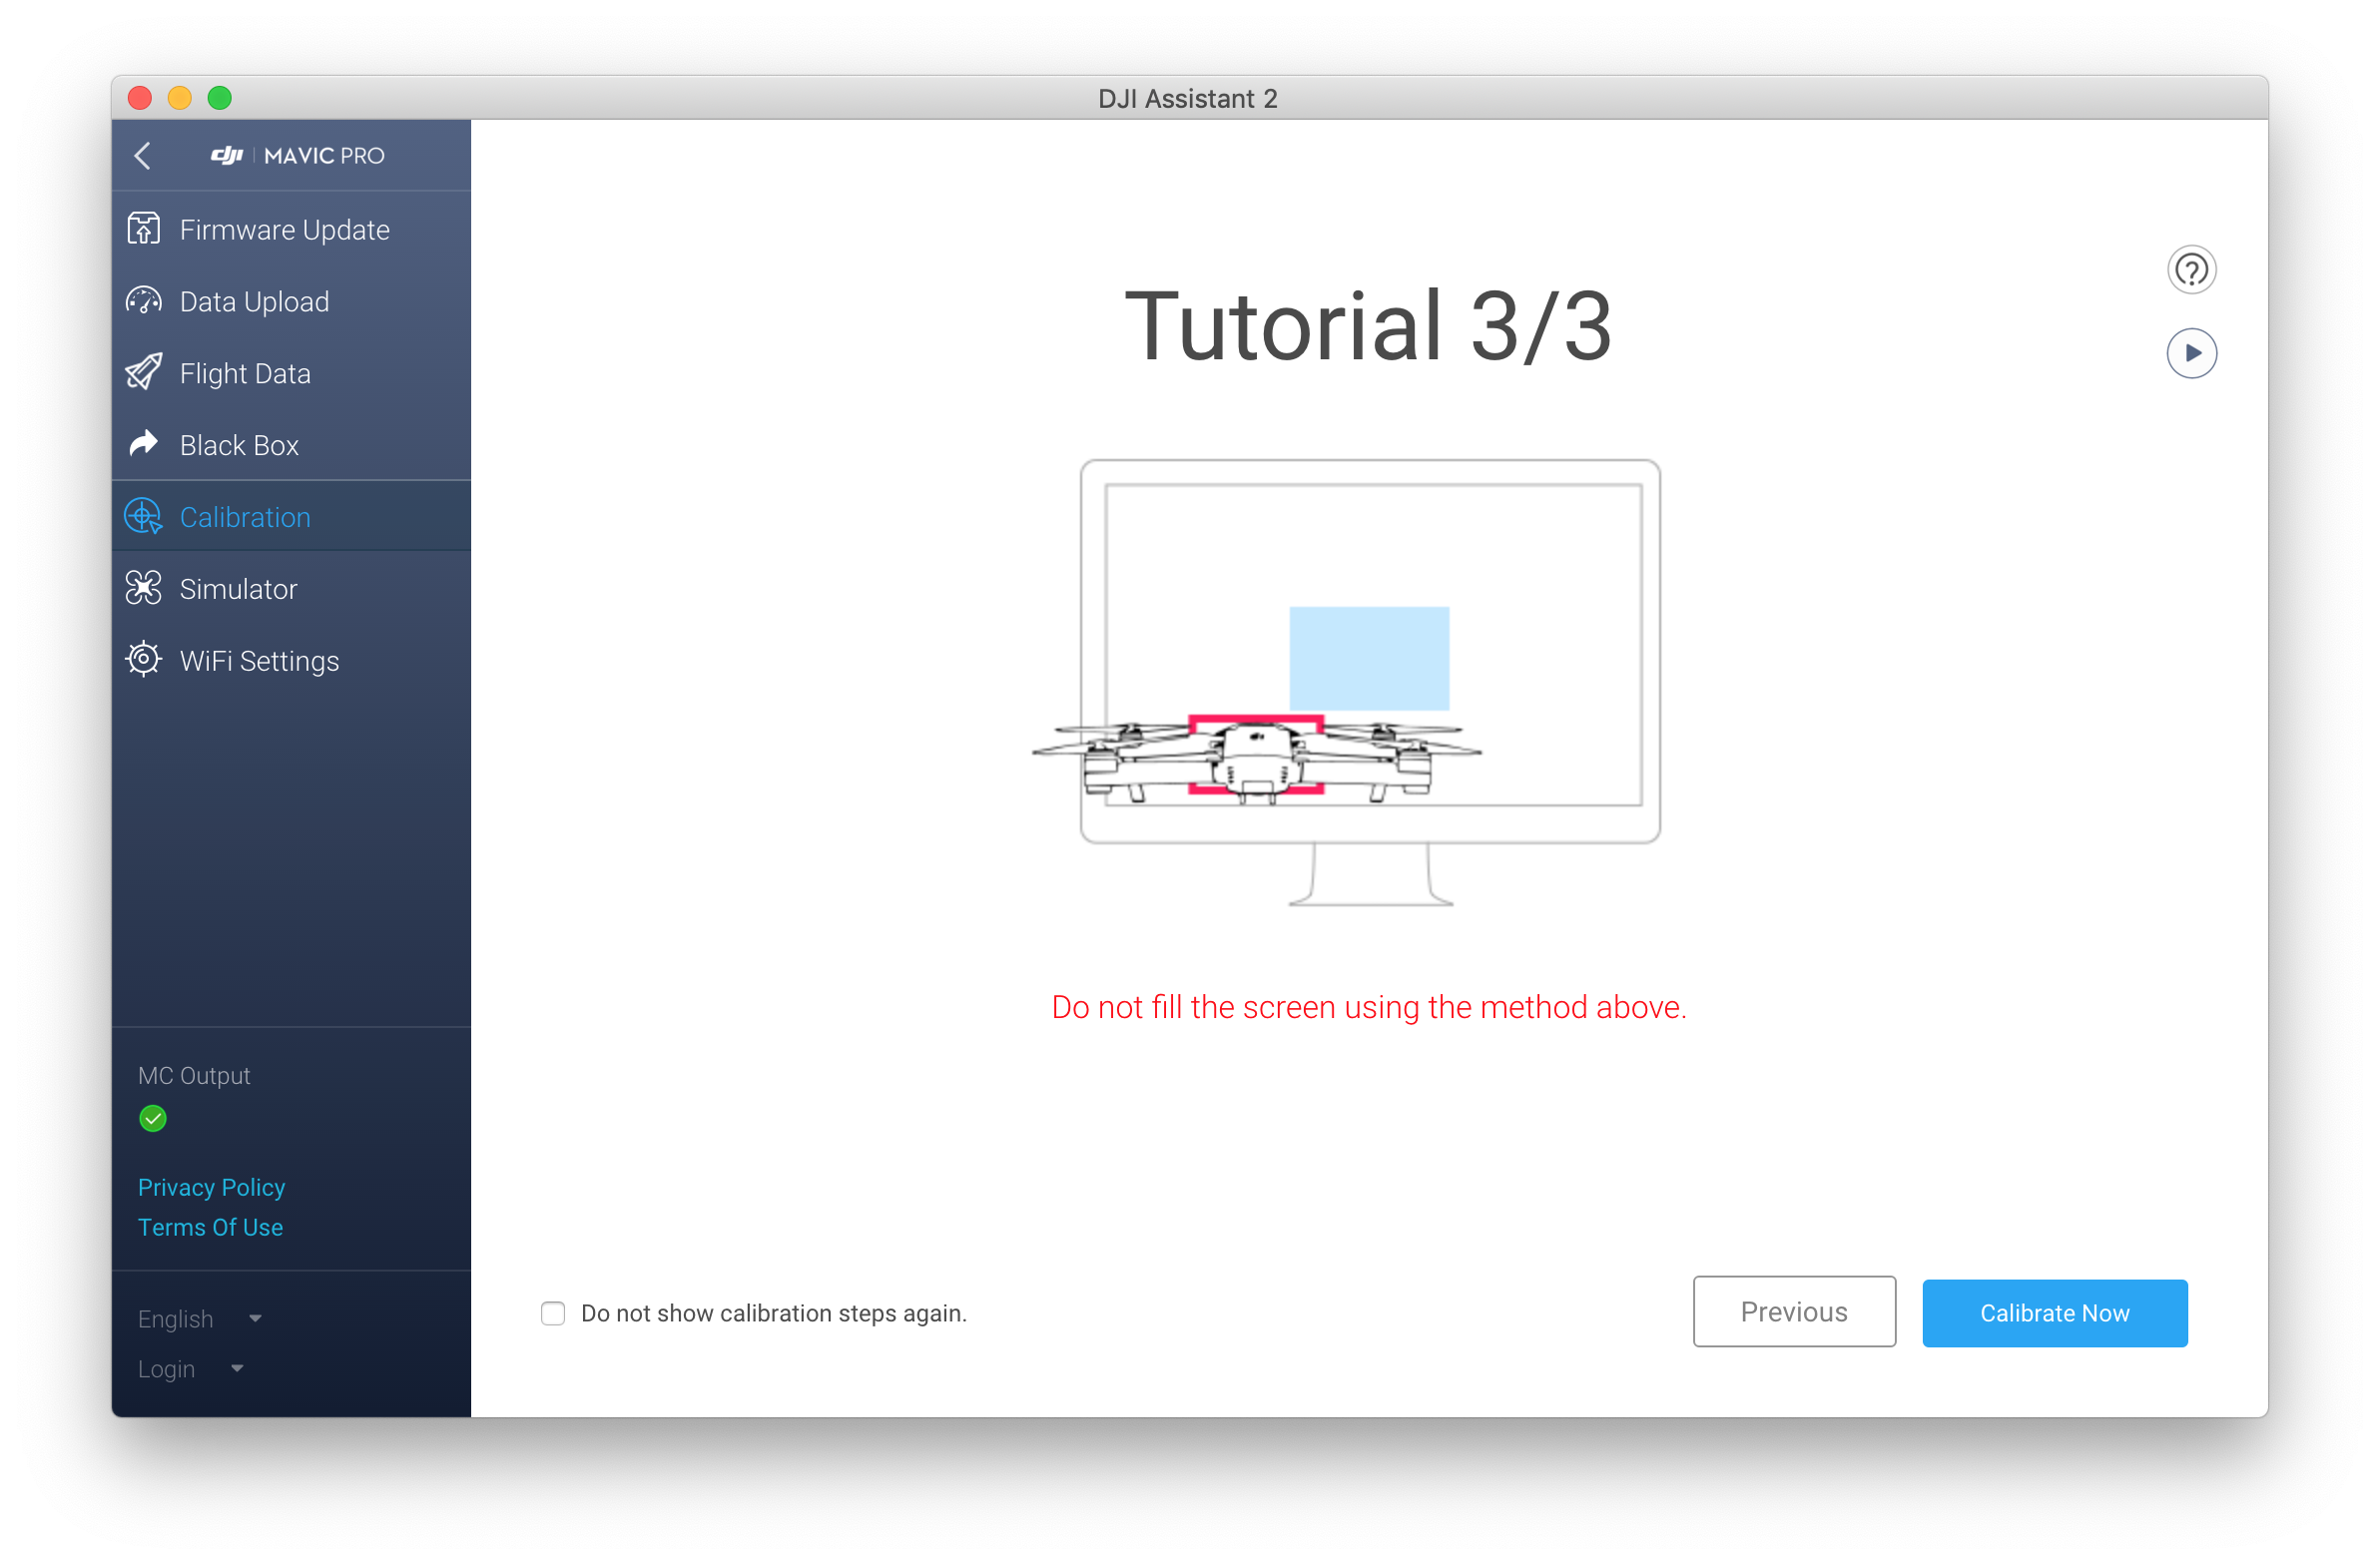 DJI Assistant 2
dji | MAVIC PRO
Firmware Update
Data Upload
Flight Data
Black Box
Calibration
Simulator
WiFi Settings
MC Output
Privacy Policy
Terms Of Use
English
Login
Tutorial 3/3
Do not fill the screen using the method above.
Do not show calibration steps again.
Previous
Calibrate Now